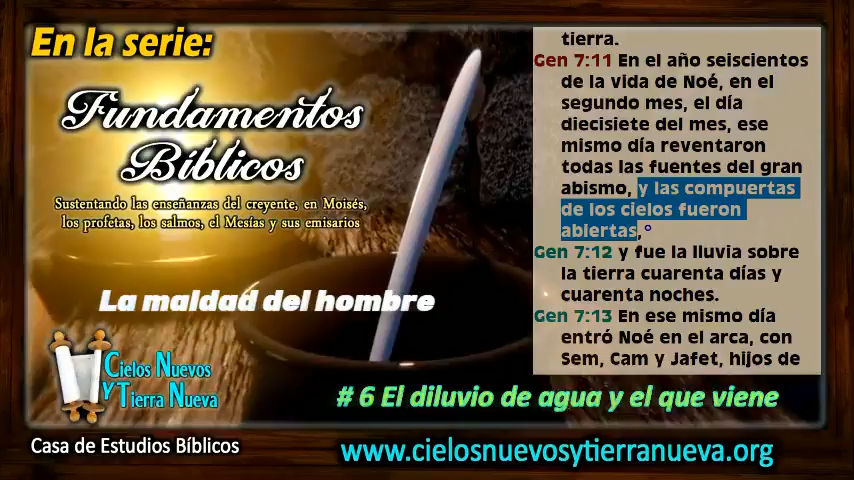 En la serie:
Fundamentos
Bíblicos
Sustentando las enseñanzas del creyente, en Moisés,
los profetas, los salmos, el Mesías y sus emisarios
La maldad del hombre
Cielos Nuevos
Y Tierra Nueva
Casa de Estudios Bíblicos
tierra.
Gen 7:11 En el año seiscientos
de la vida de Noé, en el
segundo mes, el día
diecisiete del mes, ese
mismo día reventaron
todas las fuentes del gran
abismo, y las compuertas
de los cielos fueron
abiertas,°
Gen 7:12 y fue la lluvia sobre
la tierra cuarenta días y
cuarenta noches.
Gen 7:13 En ese mismo día
entró Noé en el arca, con
Sem, Cam y Jafet, hijos de
# 6 El diluvio de agua y el que viene
www.cielosnuevosytierranueva.org